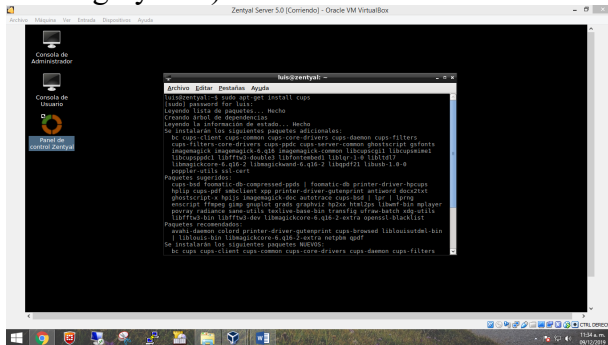 Zentyal Server 5.0 [Corriendo] - Oracle VM VirtualBox
Archivo Máquina Ver Entrada Dispositivos Ayuda
Consola de
Administrador
Consola de
Usuario
Panel de
control Zentyal
luis@zentyal: ~
Archivo Editar Pestañas Ayuda
luis@zentyal:~$ sudo apt-get install cups
[sudo] password for luis:
Leyendo lista de paquetes... Hecho
Creando árbol de dependencias
Leyendo la información de estado... Hecho
Se instalarán los siguientes paquetes adicionales:
bc cups-client cups-common cups-core-drivers cups-daemon cups-filters
cups-filters-core-drivers cups-ppdc cups-server-common ghostscript gsfonts
imagemagick imagemagick-6.q16 imagemagick-common libcupscgi1 libcupsmime1
libcupsppdc1 libfftw3-double3 libfontembed1 liblqr-1-0 libltdl7
libmagickcore-6.q16-2 libmagickwand-6.q16-2 libqpdf21 libusb-1.0-0
poppler-utils ssl-cert
Paquetes sugeridos:
cups-bsd foomatic-db-compressed-ppds | foomatic-db printer-driver-hpcups
hplip cups-pdf smbclient xpp printer-driver-gutenprint antiword docx2txt
ghostscript-x hpijs imagemagick-doc autotrace cups-bsd | lpr | lprng
enscript ffmpeg gimp gnuplot grads graphviz hp2xx html2ps libwmf-bin mplayer
povray radiance sane-utils texlive-base-bin transfig ufraw-batch xdg-utils
libfftw3-bin libfftw3-dev libmagickcore-6.q16-2-extra openssl-blacklist
Paquetes recomendados:
avahi-daemon colord printer-driver-gutenprint cups-browsed liblouisutdml-bin
| liblouis-bin libmagickcore-6.q16-2-extra netpbm qpdf
Se instalarán los siguientes paquetes NUEVOS:
bc cups cups-client cups-common cups-core-drivers cups-daemon cups-filters
CTRL DERECHO
11:34 a. m.
09/12/2019